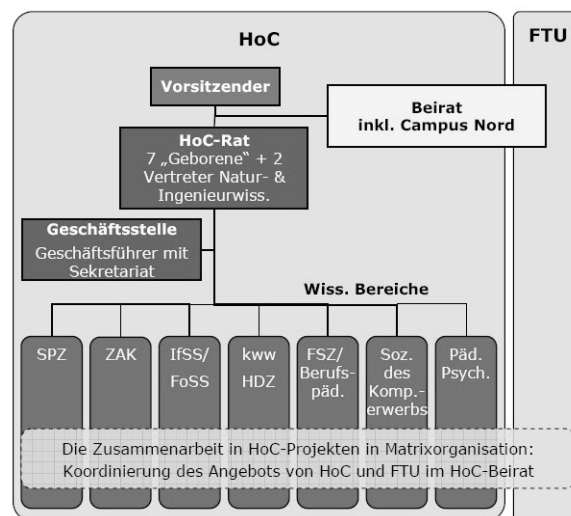 HoC
FTU
Vorsitzender
Beirat
inkl. Campus Nord
HoC-Rat
7 „Geborene“ + 2
Vertreter Natur- &
Ingenieurwiss.
Geschäftsstelle
Geschäftsführer mit
Sekretariat
Wiss. Bereiche
SPZ
ZAK
IfSS/
FoSS
kww
HDZ
FSZ/
Berufs-
päd.
Soz.
des
Komp.-
erwerbs
Päd.
Psych.
Die Zusammenarbeit in HoC-Projekten in Matrixorganisation:
Koordinierung des Angebots von HoC und FTU im HoC-Beirat